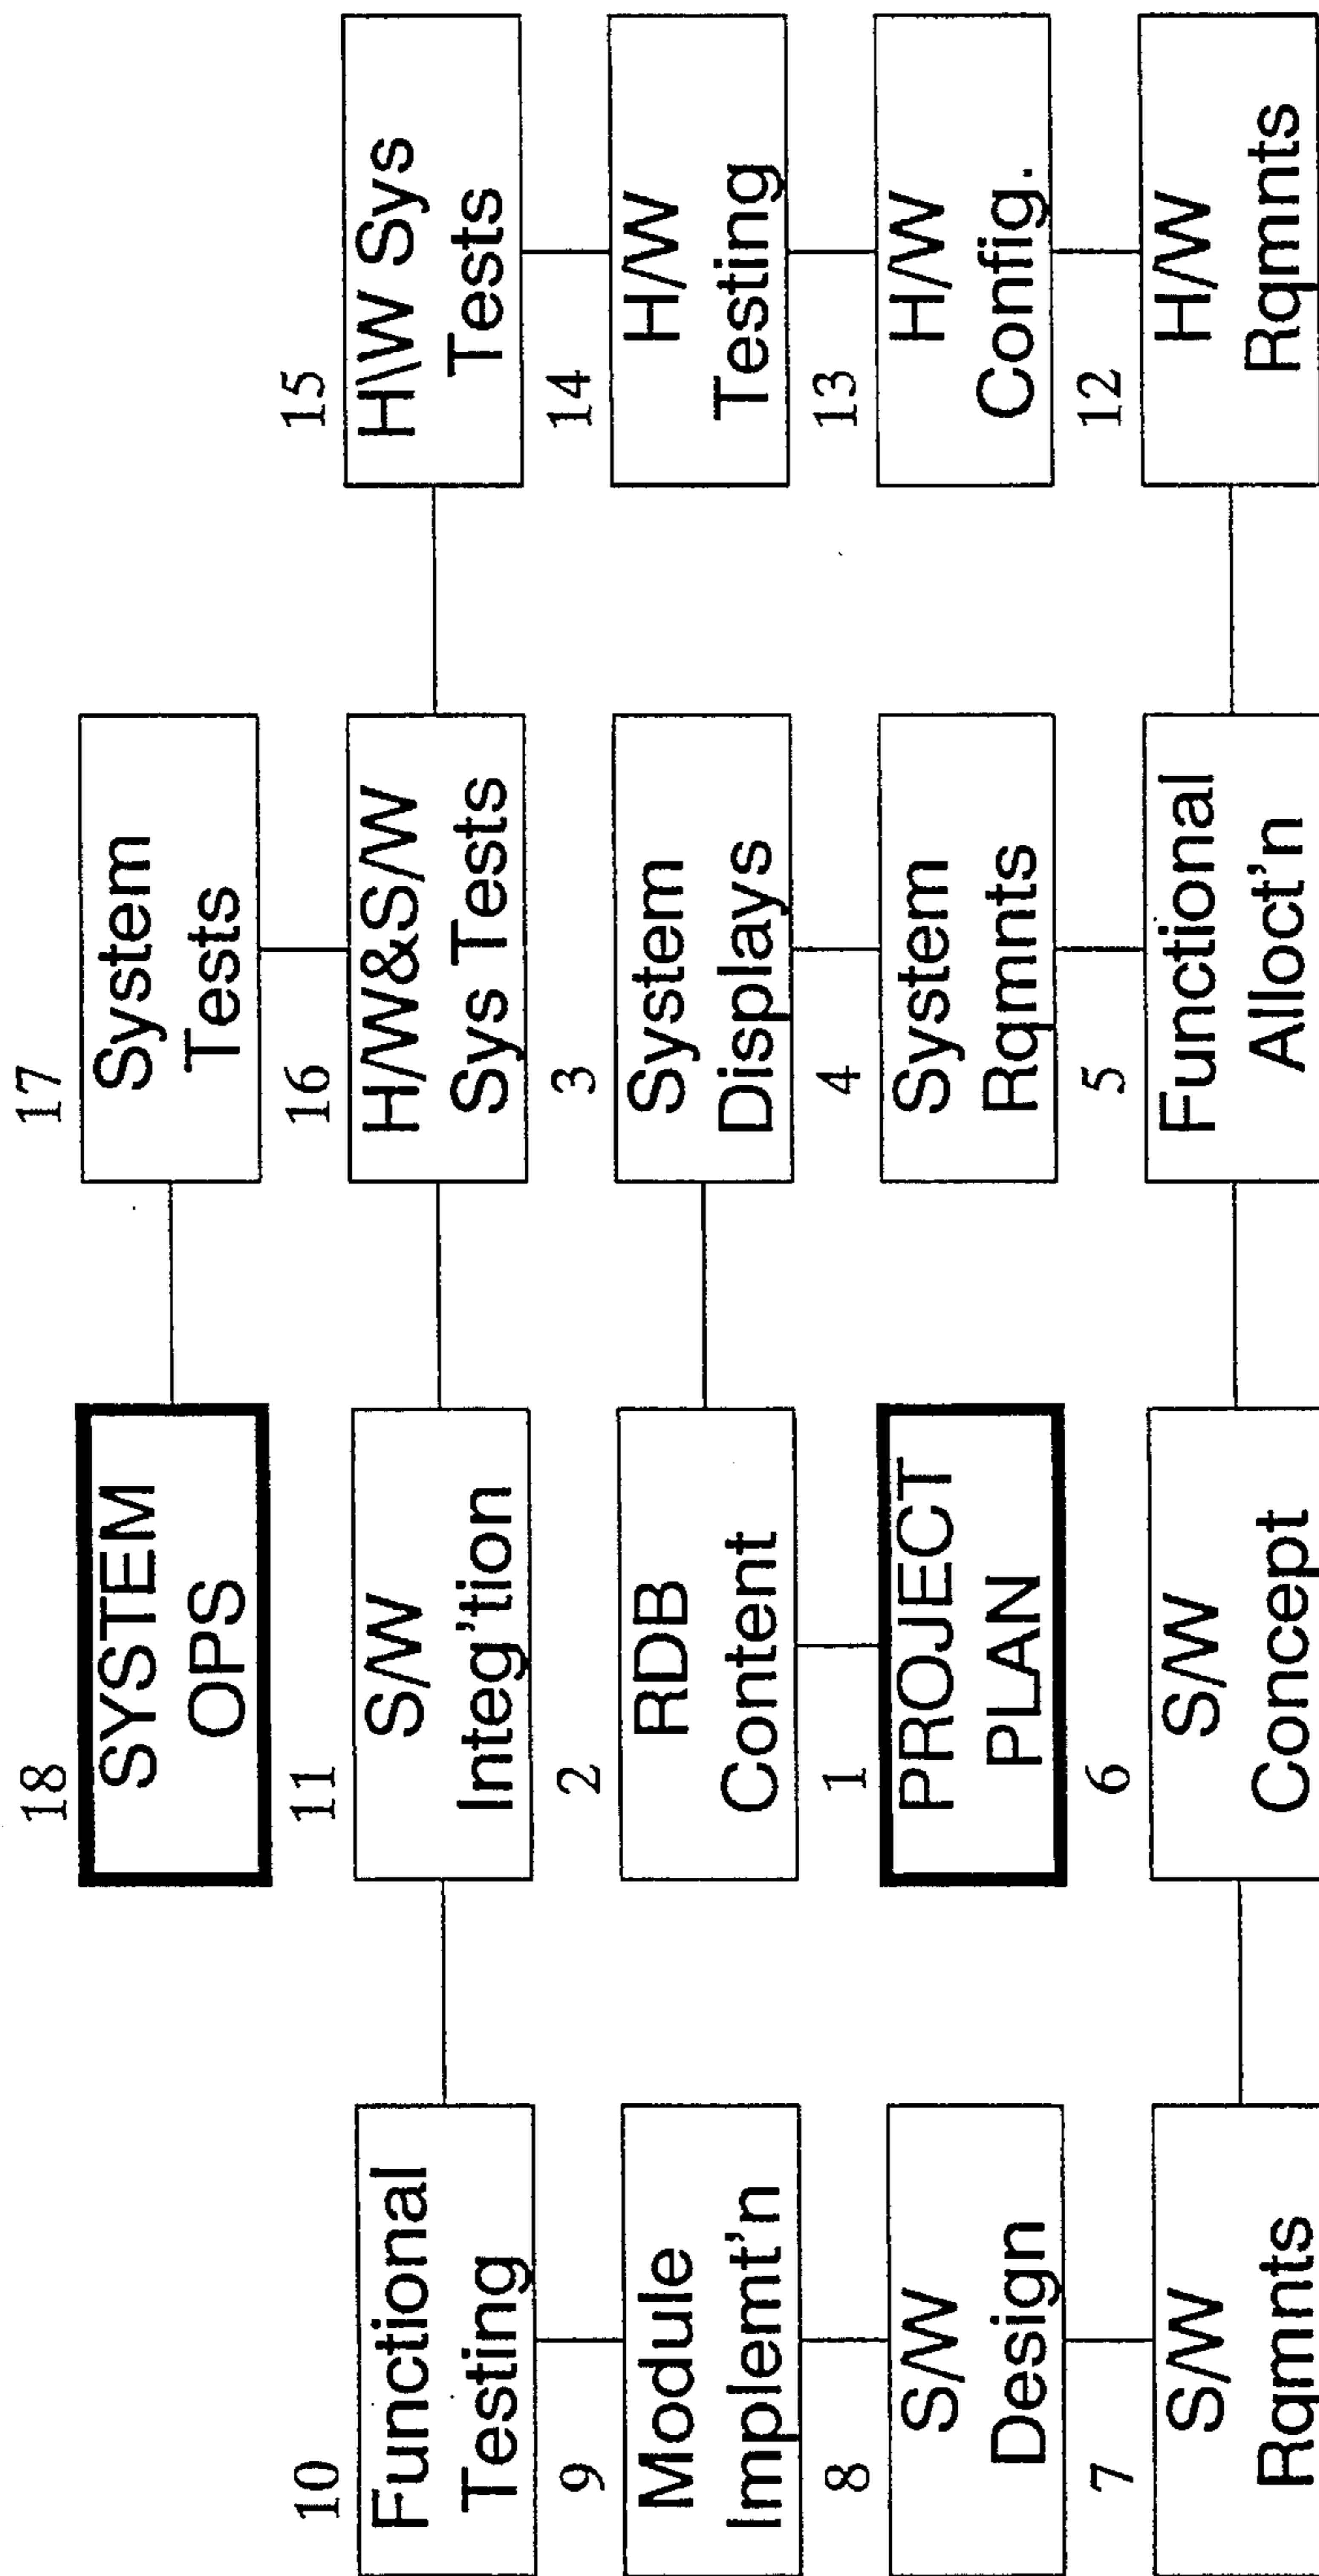 18
SYSTEM
OPS
17
System
Tests
10
Functional
Testing
11
S/W
Integ'tion
16
H/W&S/W
Sys Tests
15
H\W Sys
Tests
9
Module
Implemt'n
2
RDB
Content
3
System
Displays
14
H/W
Testing
8
S/W
Design
1
PROJECT
PLAN
4
System
Rqmnts
13
H/W
Config.
7
S/W
Rqmnts
6
S/W
Concept
5
Functional
Alloct'n
12
H/W
Rqmnts